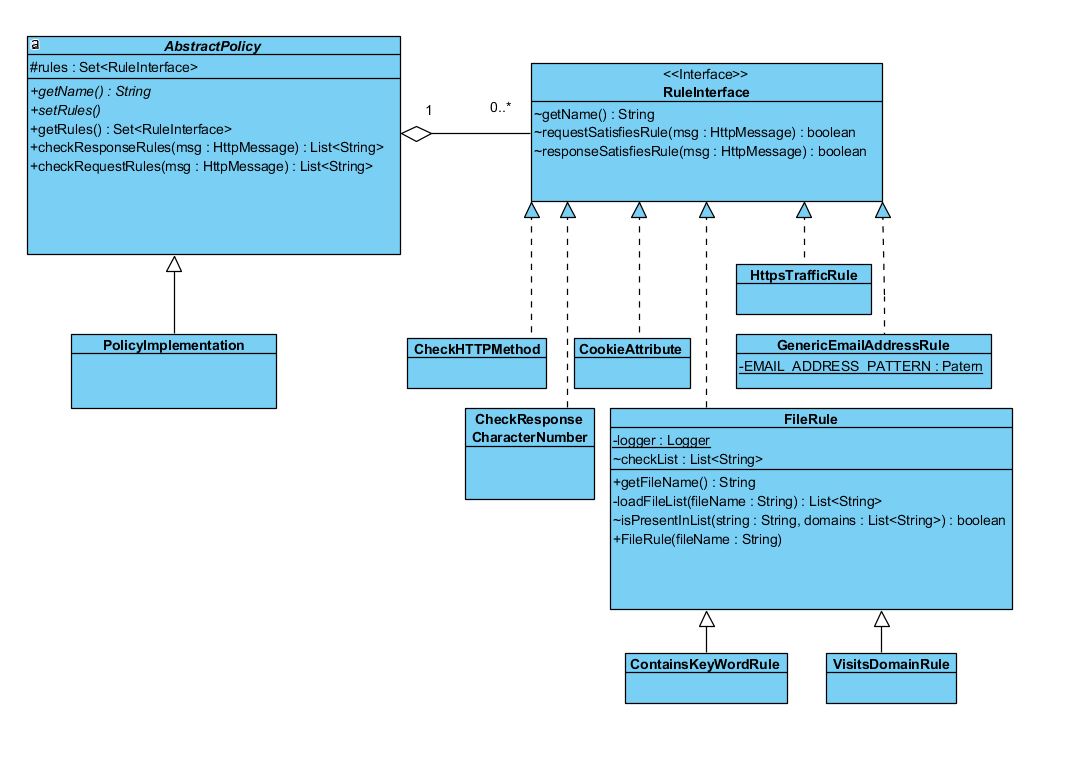 a
AbstractPolicy
#rules : Set<RuleInterface>
+getName() : String
+setRules()
+getRules() : Set<RuleInterface>
+checkResponseRules(msg : HttpMessage) : List<String>
+checkRequestRules(msg : HttpMessage) : List<String>
1
0..*
<<Interface>>
RuleInterface
~getName() : String
~requestSatisfiesRule(msg : HttpMessage) : boolean
~responseSatisfiesRule(msg : HttpMessage) : boolean
PolicyImplementation
HttpsTrafficRule
CheckHTTPMethod
CookieAttribute
GenericEmailAddressRule
-EMAIL_ADDRESS_PATTERN : Patern
CheckResponse
CharacterNumber
FileRule
-logger : Logger
~checkList : List<String>
+getFileName() : String
-loadFileList(fileName : String) : List<String>
~isPresentInList(string : String, domains : List<String>) : boolean
+FileRule(fileName : String)
ContainsKeyWordRule
VisitsDomainRule